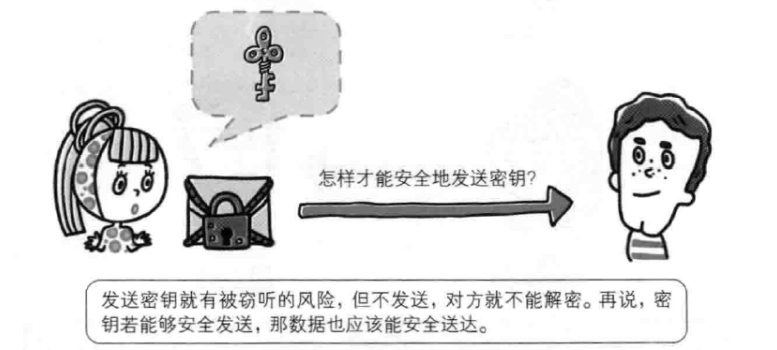 怎样才能安全地发送密钥?
发送密钥就有被窃听的风险，但不发送，对方就不能解密。再说，密
钥若能够安全发送，那数据也应该能安全送达。